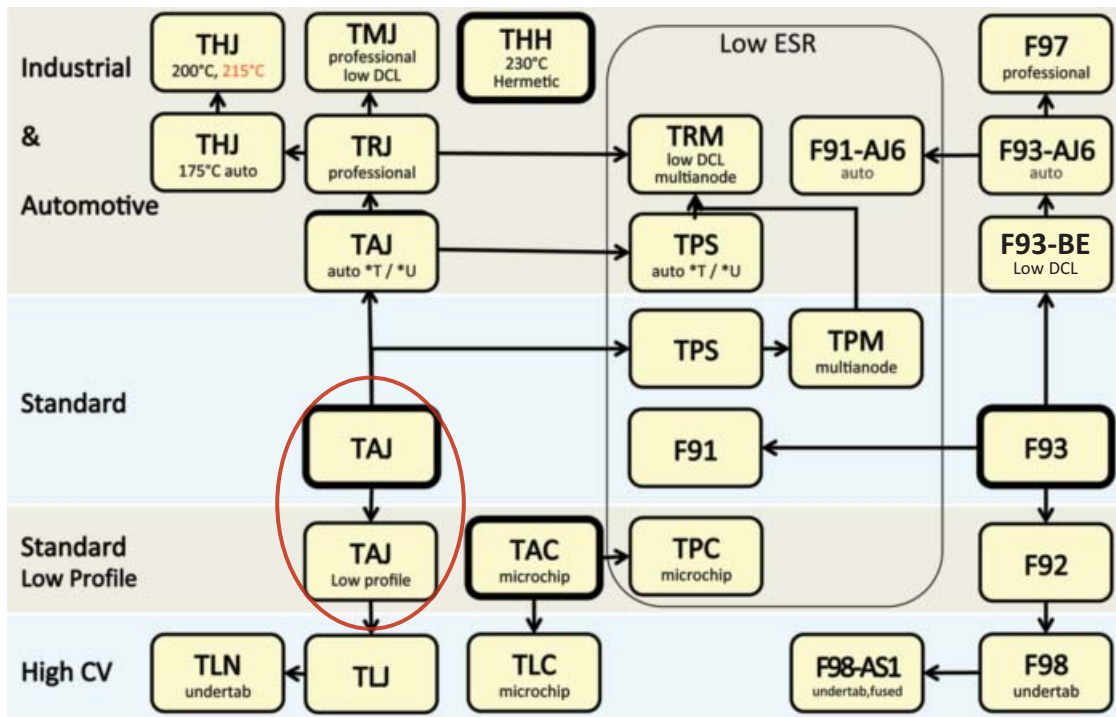 Industrial
&
Automotive
THJ
200°C, 215°C
TMJ
professional
low DCL
THH
230°C
Hermetic
Low ESR
F97
professional
THJ
175°C auto
TRJ
professional
TRM
low DCL
multianode
F91-AJ6
auto
F93-AJ6
auto
TAJ
auto *T / *U
TPS
auto *T / *U
F93-BE
Low DCL
Standard
TPS
TPM
multianode
TAJ
F91
F93
Standard
Low Profile
TAJ
Low profile
TAC
microchip
TPC
microchip
F92
High CV
TLN
undertab
TLJ
TLC
microchip
F98-AS1
undertab,fused
F98
undertab